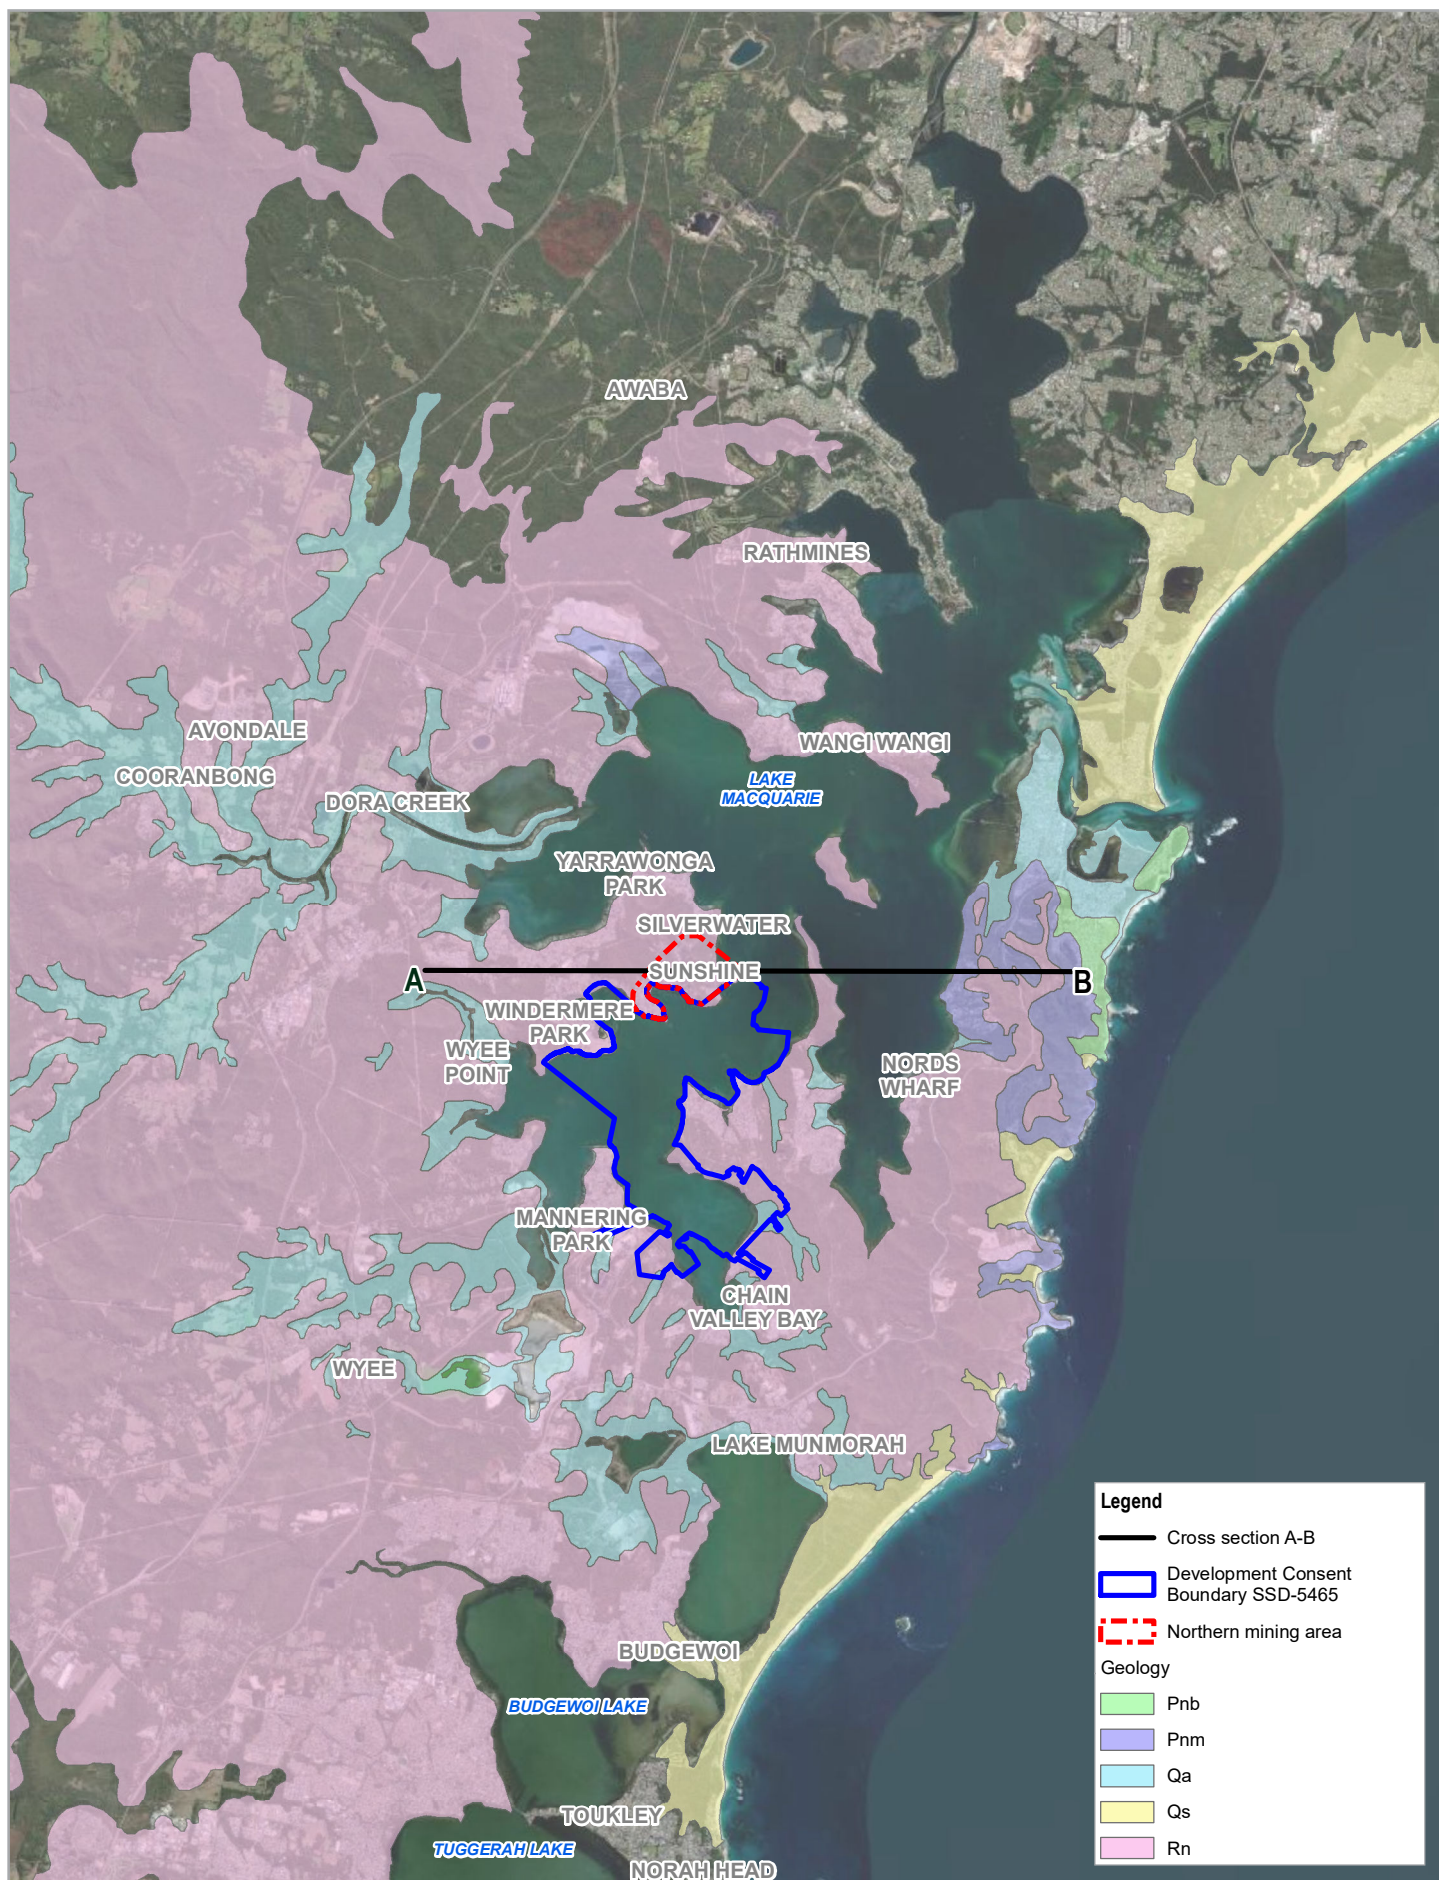 AWABA
RATHMINES
AVONDALE
WANGI WANGI
COORANBONG
LAKE
MACQUARIE
DORA CREEK
YARRAWONGA
PARK
SILVERWATER
SUNSHINE
A
B
WINDERMERE
PARK
WYEE
POINT
NORDS
WHARF
MANNERING
PARK
CHAIN
VALLEY BAY
WYEE
LAKE MUNMORAH
BUDGEWOI
BUDGEWOI LAKE
TOUKLEY
TUGGERAH LAKE
NORAH HEAD
Legend
Cross section A-B
Development Consent
Boundary SSD-5465
Northern mining area
Geology
Pnb
Pnm
Qa
Qs
Rn